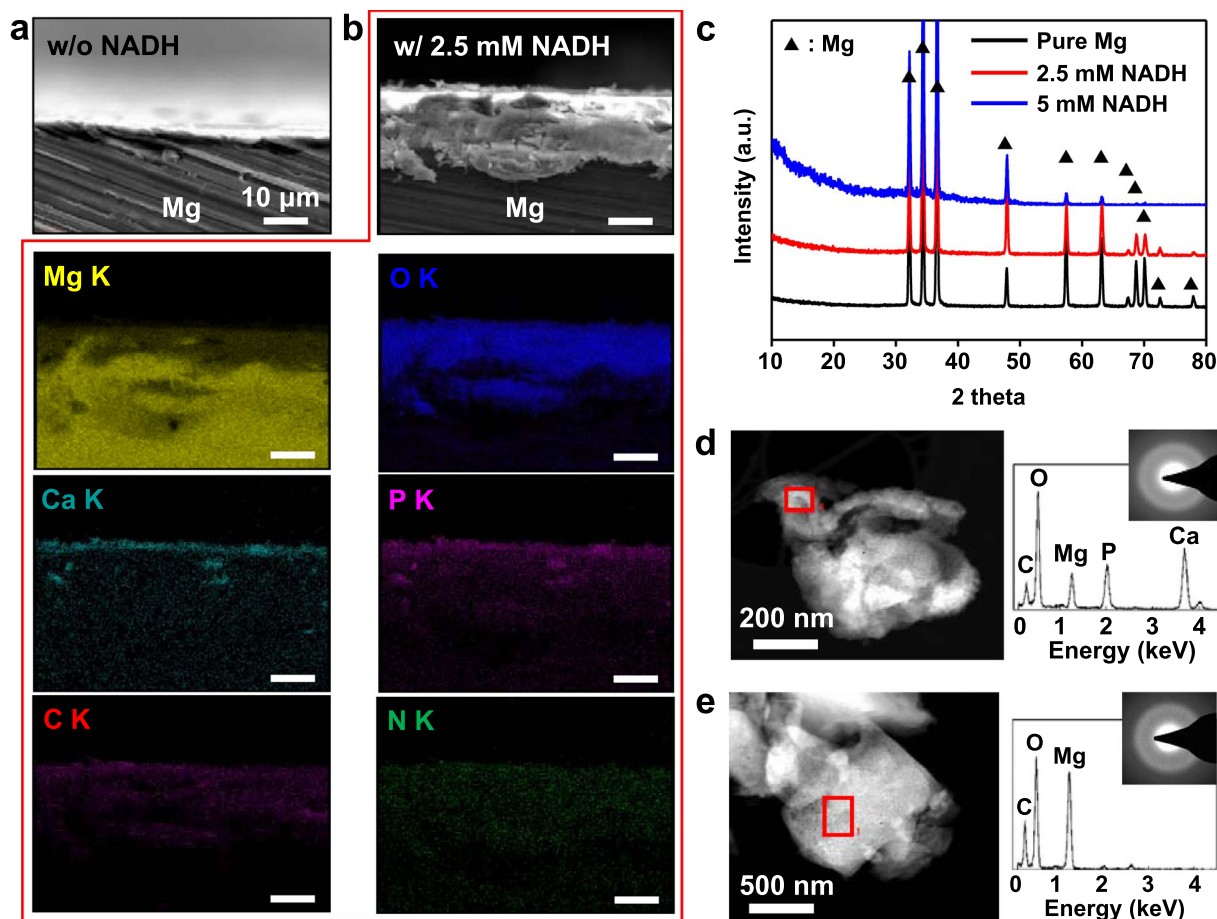 a
w/o NADH
Mg
10 μm
b
w/ 2.5 mM NADH
Mg
Mg K
O K
Ca K
P K
C K
N K
c
▲ : Mg
Pure Mg
2.5 mM NADH
5 mM NADH
Intensity (a.u.)
10 20 30 40 50 60 70 80
2 theta
d
200 nm
C
O
Mg
P
Ca
0 1 2 3 4
Energy (keV)
e
500 nm
C
O
Mg
0 1 2 3 4
Energy (keV)